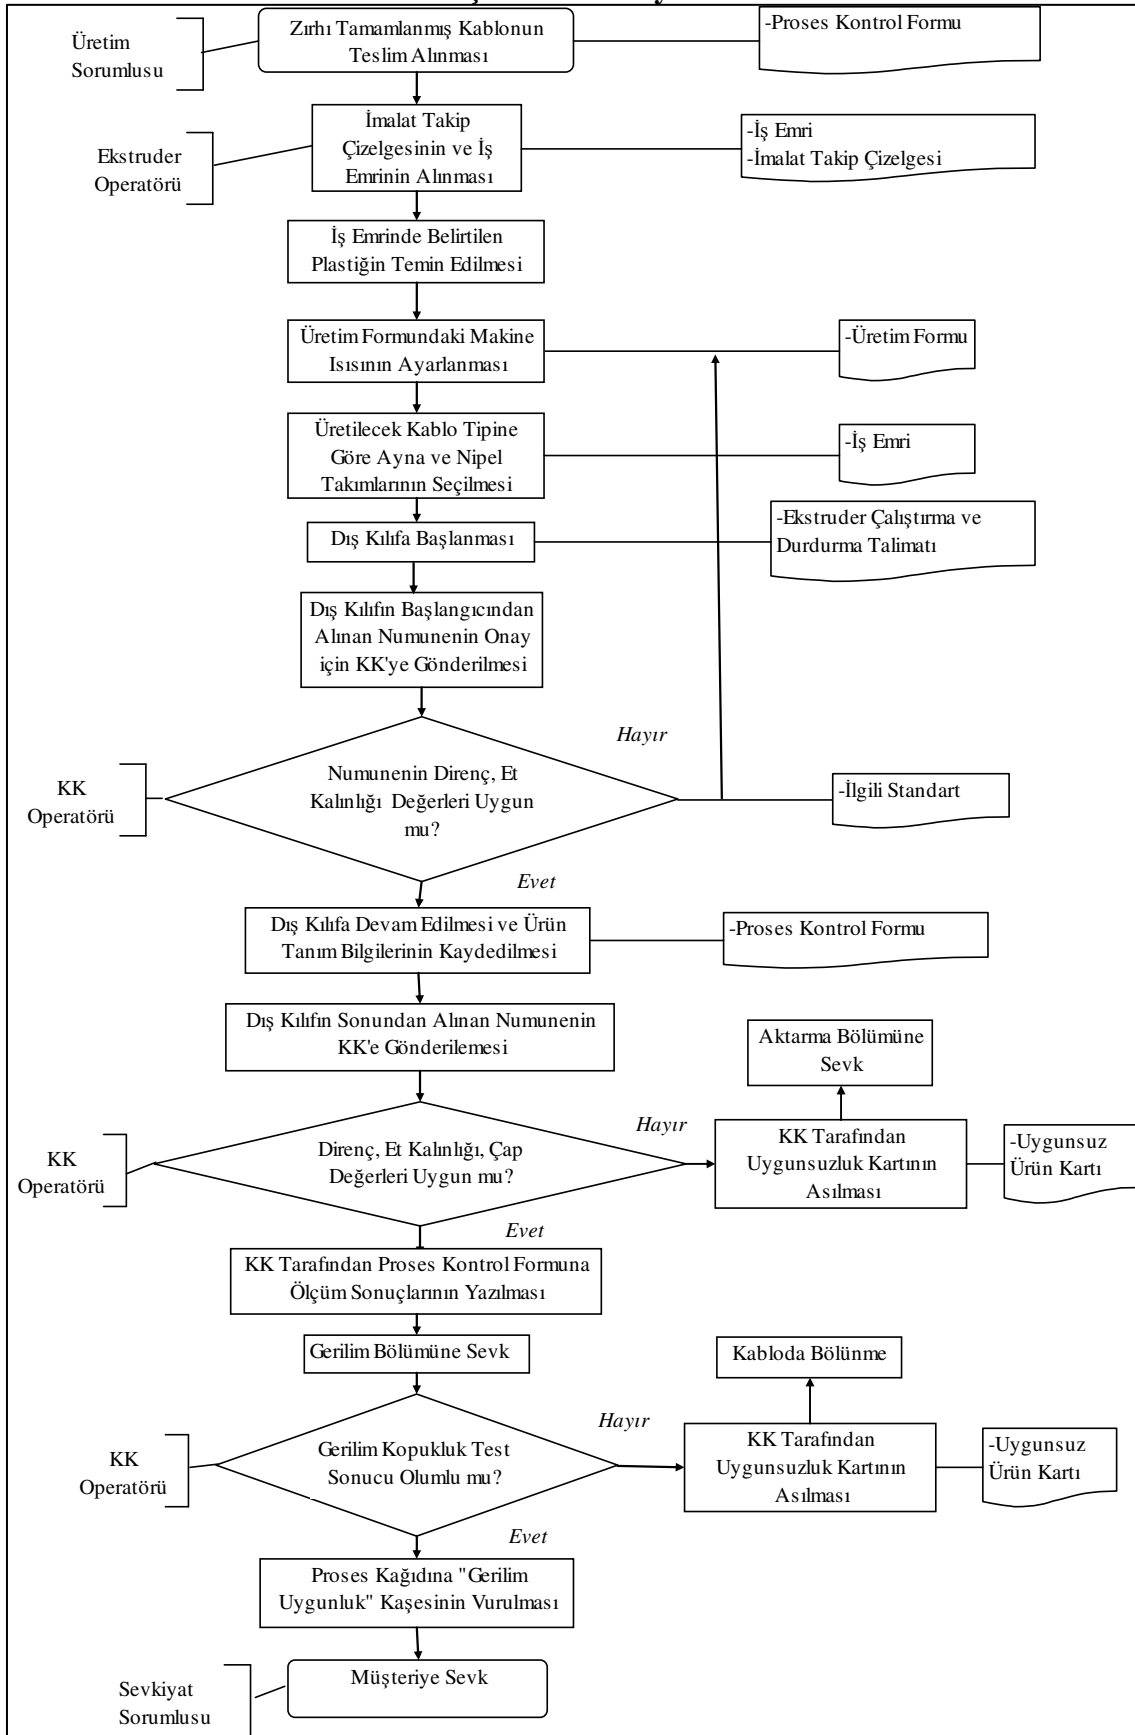 Üretim
Sorumlusu
Zırhı Tamamlanmış Kablonun
Teslim Alınması
-Proses Kontrol Formu
Ekstruder
Operatörü
İmalat Takip
Çizelgesinin ve İş
Emrinin Alınması
-İş Emri
-İmalat Takip Çizelgesi
İş Emrinde Belirtilen
Plastiğin Temin Edilmesi
Üretim Formundaki Makine
Isısının Ayarlanması
-Üretim Formu
Üretilecek Kablo Tipine
Göre Ayna ve Nipel
Takımlarının Seçilmesi
-İş Emri
Dış Kılıfa Başlanması
-Ekstruder Çalıştırma ve
Durdurma Talimatı
Dış Kılıfın Başlangıcından
Alınan Numunenin Onay
için KK'ye Gönderilmesi
Hayır
KK
Operatörü
Numunenin Direnç, Et
Kalınlığı Değerleri Uygun
mu?
-İlgili Standart
Evet
Dış Kılıfa Devam Edilmesi ve Ürün
Tanım Bilgilerinin Kaydedilmesi
-Proses Kontrol Formu
Dış Kılıfın Sonundan Alınan Numunenin
KK'e Gönderilemesi
Aktarma Bölümüne
Sevk
KK
Operatörü
Direnç, Et Kalınlığı, Çap
Değerleri Uygun mu?
Hayır
KK Tarafından
Uygunsuzluk Kartının
Asılması
-Uygunsuz
Ürün Kartı
Evet
KK Tarafından Proses Kontrol Formuna
Ölçüm Sonuçlarının Yazılması
Gerilim Bölümüne Sevk
Kabloda Bölünme
KK
Operatörü
Gerilim Kopukluk Test
Sonucu Olumlu mu?
Hayır
KK Tarafından
Uygunsuzluk Kartının
Asılması
-Uygunsuz
Ürün Kartı
Evet
Proses Kağıdına "Gerilim
Uygunluk" Kaşesinin Vurulması
Sevkiyat
Sorumlusu
Müşteriye Sevk